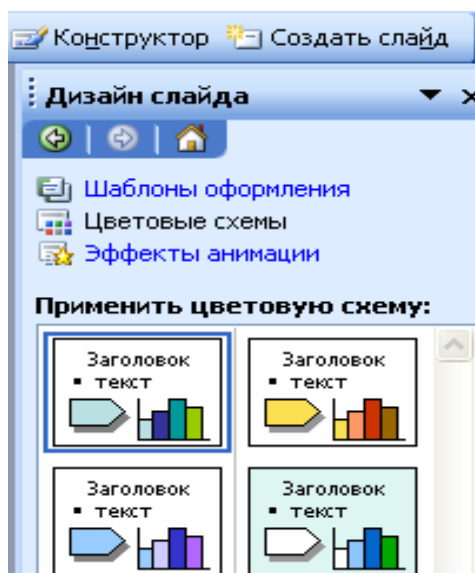 Конструктор Создать слайд
Дизайн слайда
Шаблоны оформления
Цветовые схемы
Эффекты анимации
Применить цветовую схему:
Заголовок
▪ текст
Заголовок
▪ текст
Заголовок
▪ текст
Заголовок
▪ текст